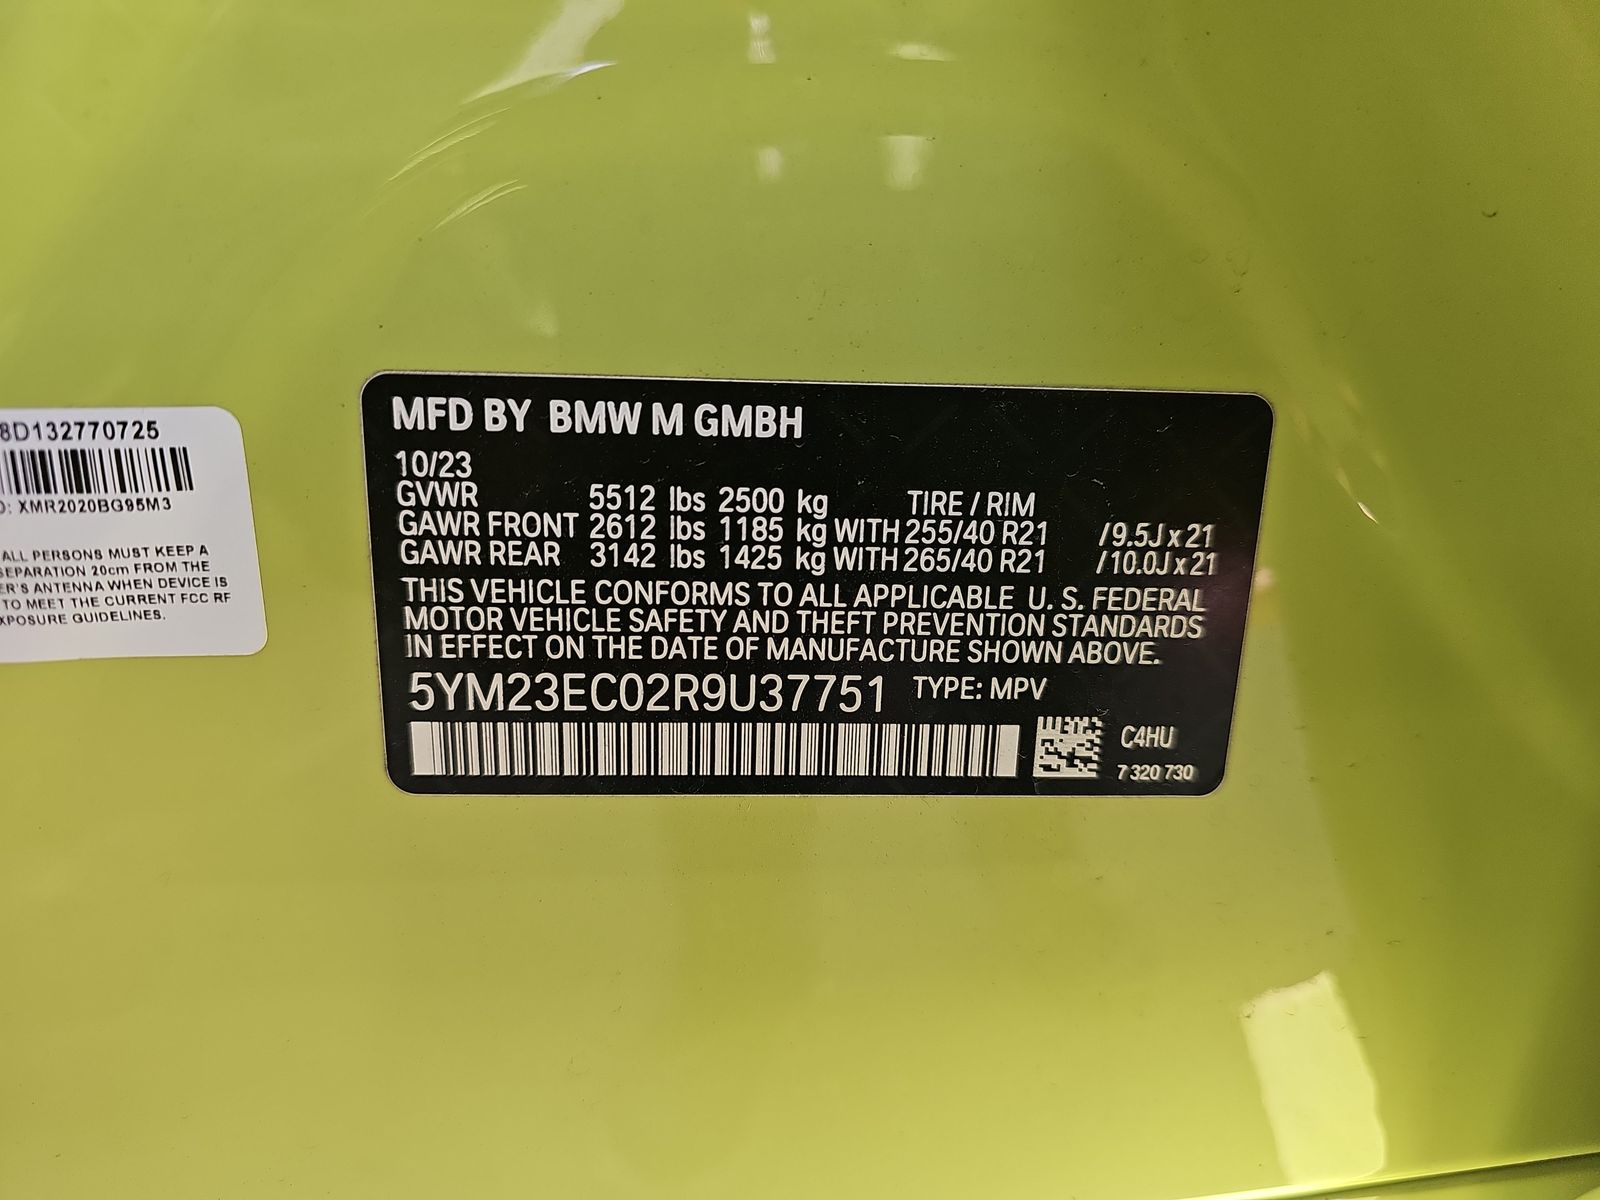 8D132770725
D: XMR2020BG95M3
ALL PERSONS MUST KEEP A
SEPARATION 20cm FROM THE
ER'S ANTENNA WHEN DEVICE IS
TO MEET THE CURRENT FCC RF
XPOSURE GUIDELINES.
MFD BY BMW M GMBH
10/23
GVWR 5512 lbs 2500 kg TIRE / RIM
GAWR FRONT 2612 lbs 1185 kg WITH 255/40 R21 /9.5J x 21
GAWR REAR 3142 lbs 1425 kg WITH 265/40 R21 /10.0J x 21
THIS VEHICLE CONFORMS TO ALL APPLICABLE U. S. FEDERAL
MOTOR VEHICLE SAFETY AND THEFT PREVENTION STANDARDS
IN EFFECT ON THE DATE OF MANUFACTURE SHOWN ABOVE.
5YM23EC02R9U37751 TYPE: MPV
C4HU
7 320 730